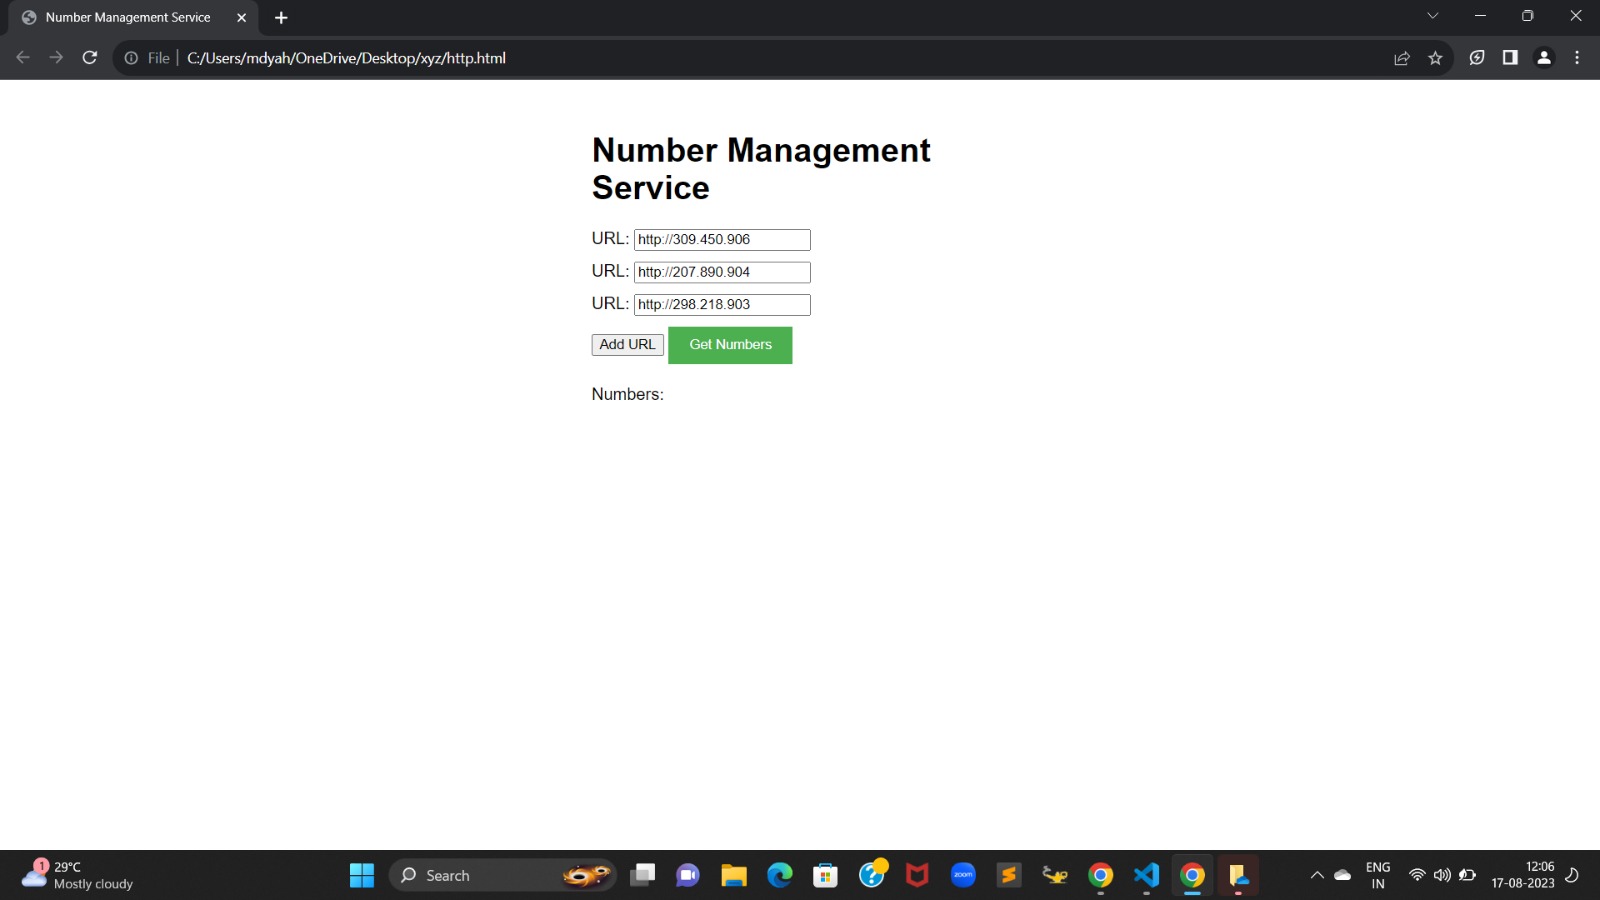 Number Management Service
File
C:/Users/mdyah/OneDrive/Desktop/xyz/http.html
Number Management
Service
URL: http://309.450.906
URL: http://207.890.904
URL: http://298.218.903
Add URL Get Numbers
Numbers:
1
29°C
Mostly cloudy
Search
zoom
ENG
IN
12:06
17-08-2023